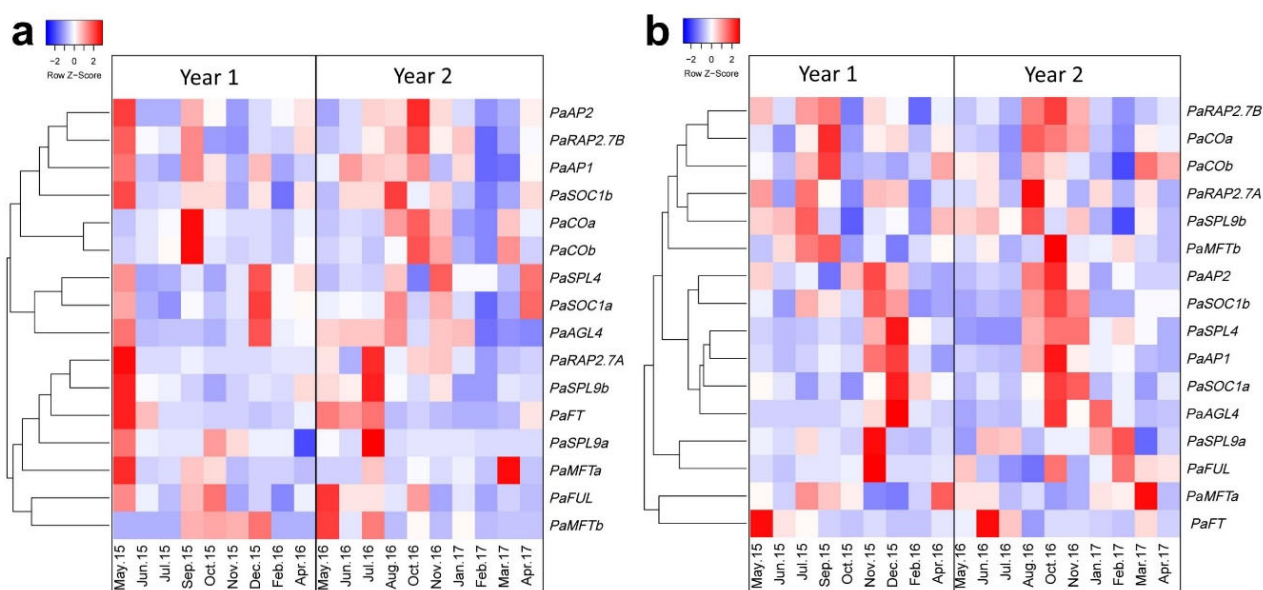 a
-2 0 2
Row Z-Score
Year 1 Year 2
PaAP2
PaRAP2.7B
PaAP1
PaSOC1b
PaCOa
PaCOb
PaSPL4
PaSOC1a
PaAGL4
PaRAP2.7A
PaSPL9b
PaFT
PaSPL9a
PaMFTa
PaFUL
PaMFTb
May.15
Jun.15
Jul.15
Sep.15
Oct.15
Nov.15
Dec.15
Feb.16
Apr.16
May.16
Jun.16
Jul.16
Aug.16
Oct.16
Nov.16
Jan.17
Feb.17
Mar.17
Apr.17
b
-2 0 2
Row Z-Score
Year 1 Year 2
PaRAP2.7B
PaCOa
PaCOb
PaRAP2.7A
PaSPL9b
PaMFTb
PaAP2
PaSOC1b
PaSPL4
PaAP1
PaSOC1a
PaAGL4
PaSPL9a
PaFUL
PaMFTa
PaFT
May.15
Jun.15
Jul.15
Sep.15
Oct.15
Nov.15
Dec.15
Feb.16
Apr.16
May.16
Jun.16
Jul.16
Aug.16
Oct.16
Nov.16
Jan.17
Feb.17
Mar.17
Apr.17